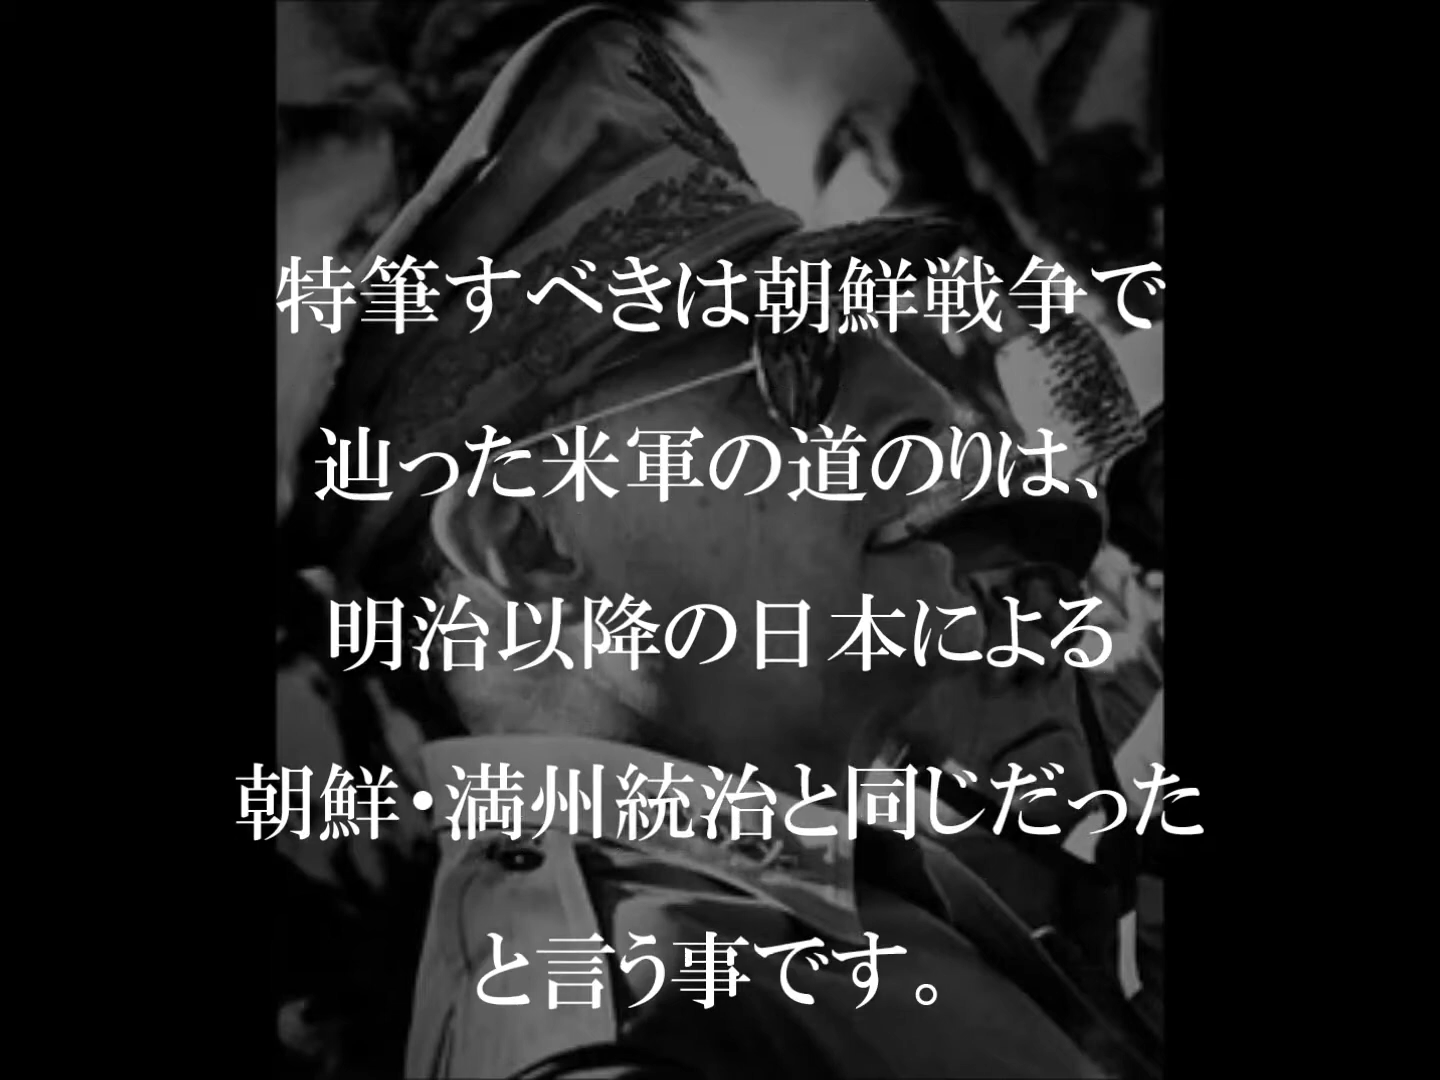 特筆すべきは朝鮮戦争で
辿った米軍の道のりは、
明治以降の日本による
朝鮮・満州統治と同じだった
と言う事です。